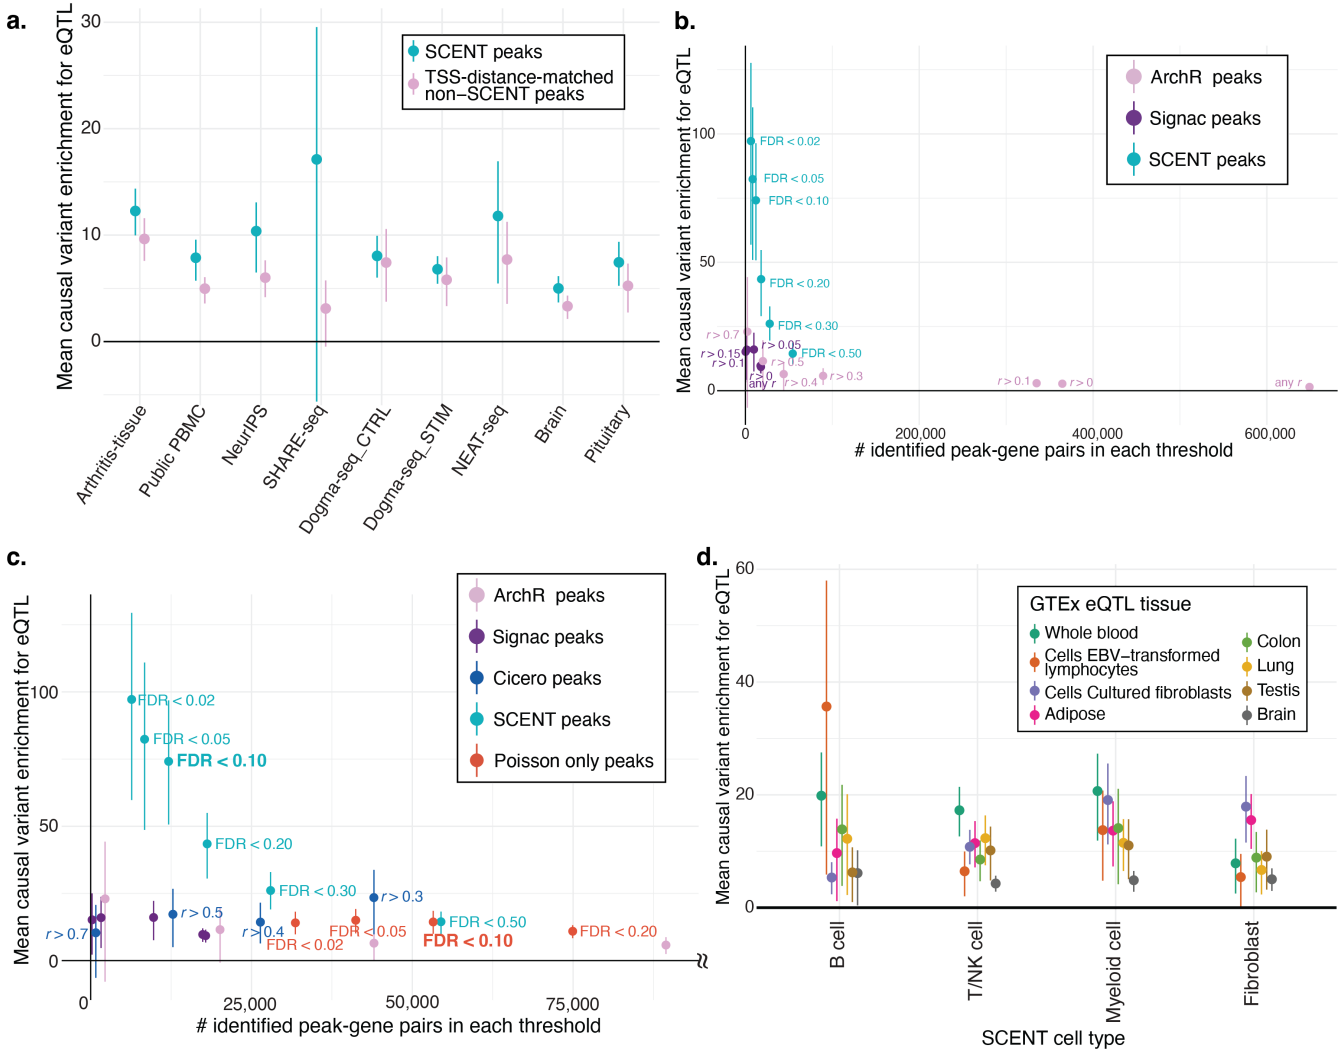 a.
Mean causal variant enrichment for eQTL
30
20
10
0
SCENT peaks
TSS-distance-matched
non−SCENT peaks
Arthritis-tissue
Public PBMC
NeurIPS
SHARE-seq
Dogma-seq_CTRL
Dogma-seq_STIM
NEAT-seq
Brain
Pituitary
b.
Mean causal variant enrichment for eQTL
100
50
0
ArchR peaks
Signac peaks
SCENT peaks
FDR < 0.02
FDR < 0.05
FDR < 0.10
FDR < 0.20
FDR < 0.30
FDR < 0.50
r > 0.7
r > 0.05
r > 0.15
r > 0.1
r > 0.5
r > 0
any r
r > 0.4
r > 0.3
r > 0.1
r > 0
any r
0
200,000
400,000
600,000
# identified peak-gene pairs in each threshold
c.
Mean causal variant enrichment for eQTL
100
50
0
ArchR peaks
Signac peaks
Cicero peaks
SCENT peaks
Poisson only peaks
FDR < 0.02
FDR < 0.05
FDR < 0.10
FDR < 0.20
FDR < 0.30
r > 0.3
r > 0.5
FDR < 0.50
r > 0.7
r > 0.4
FDR < 0.05
FDR < 0.20
FDR < 0.02
FDR < 0.10
0
25,000
50,000
75,000
# identified peak-gene pairs in each threshold
d.
Mean causal variant enrichment for eQTL
60
40
20
0
GTEx eQTL tissue
Whole blood
Cells EBV−transformed
lymphocytes
Cells Cultured fibroblasts
Adipose
Colon
Lung
Testis
Brain
B cell
T/NK cell
Myeloid cell
Fibroblast
SCENT cell type